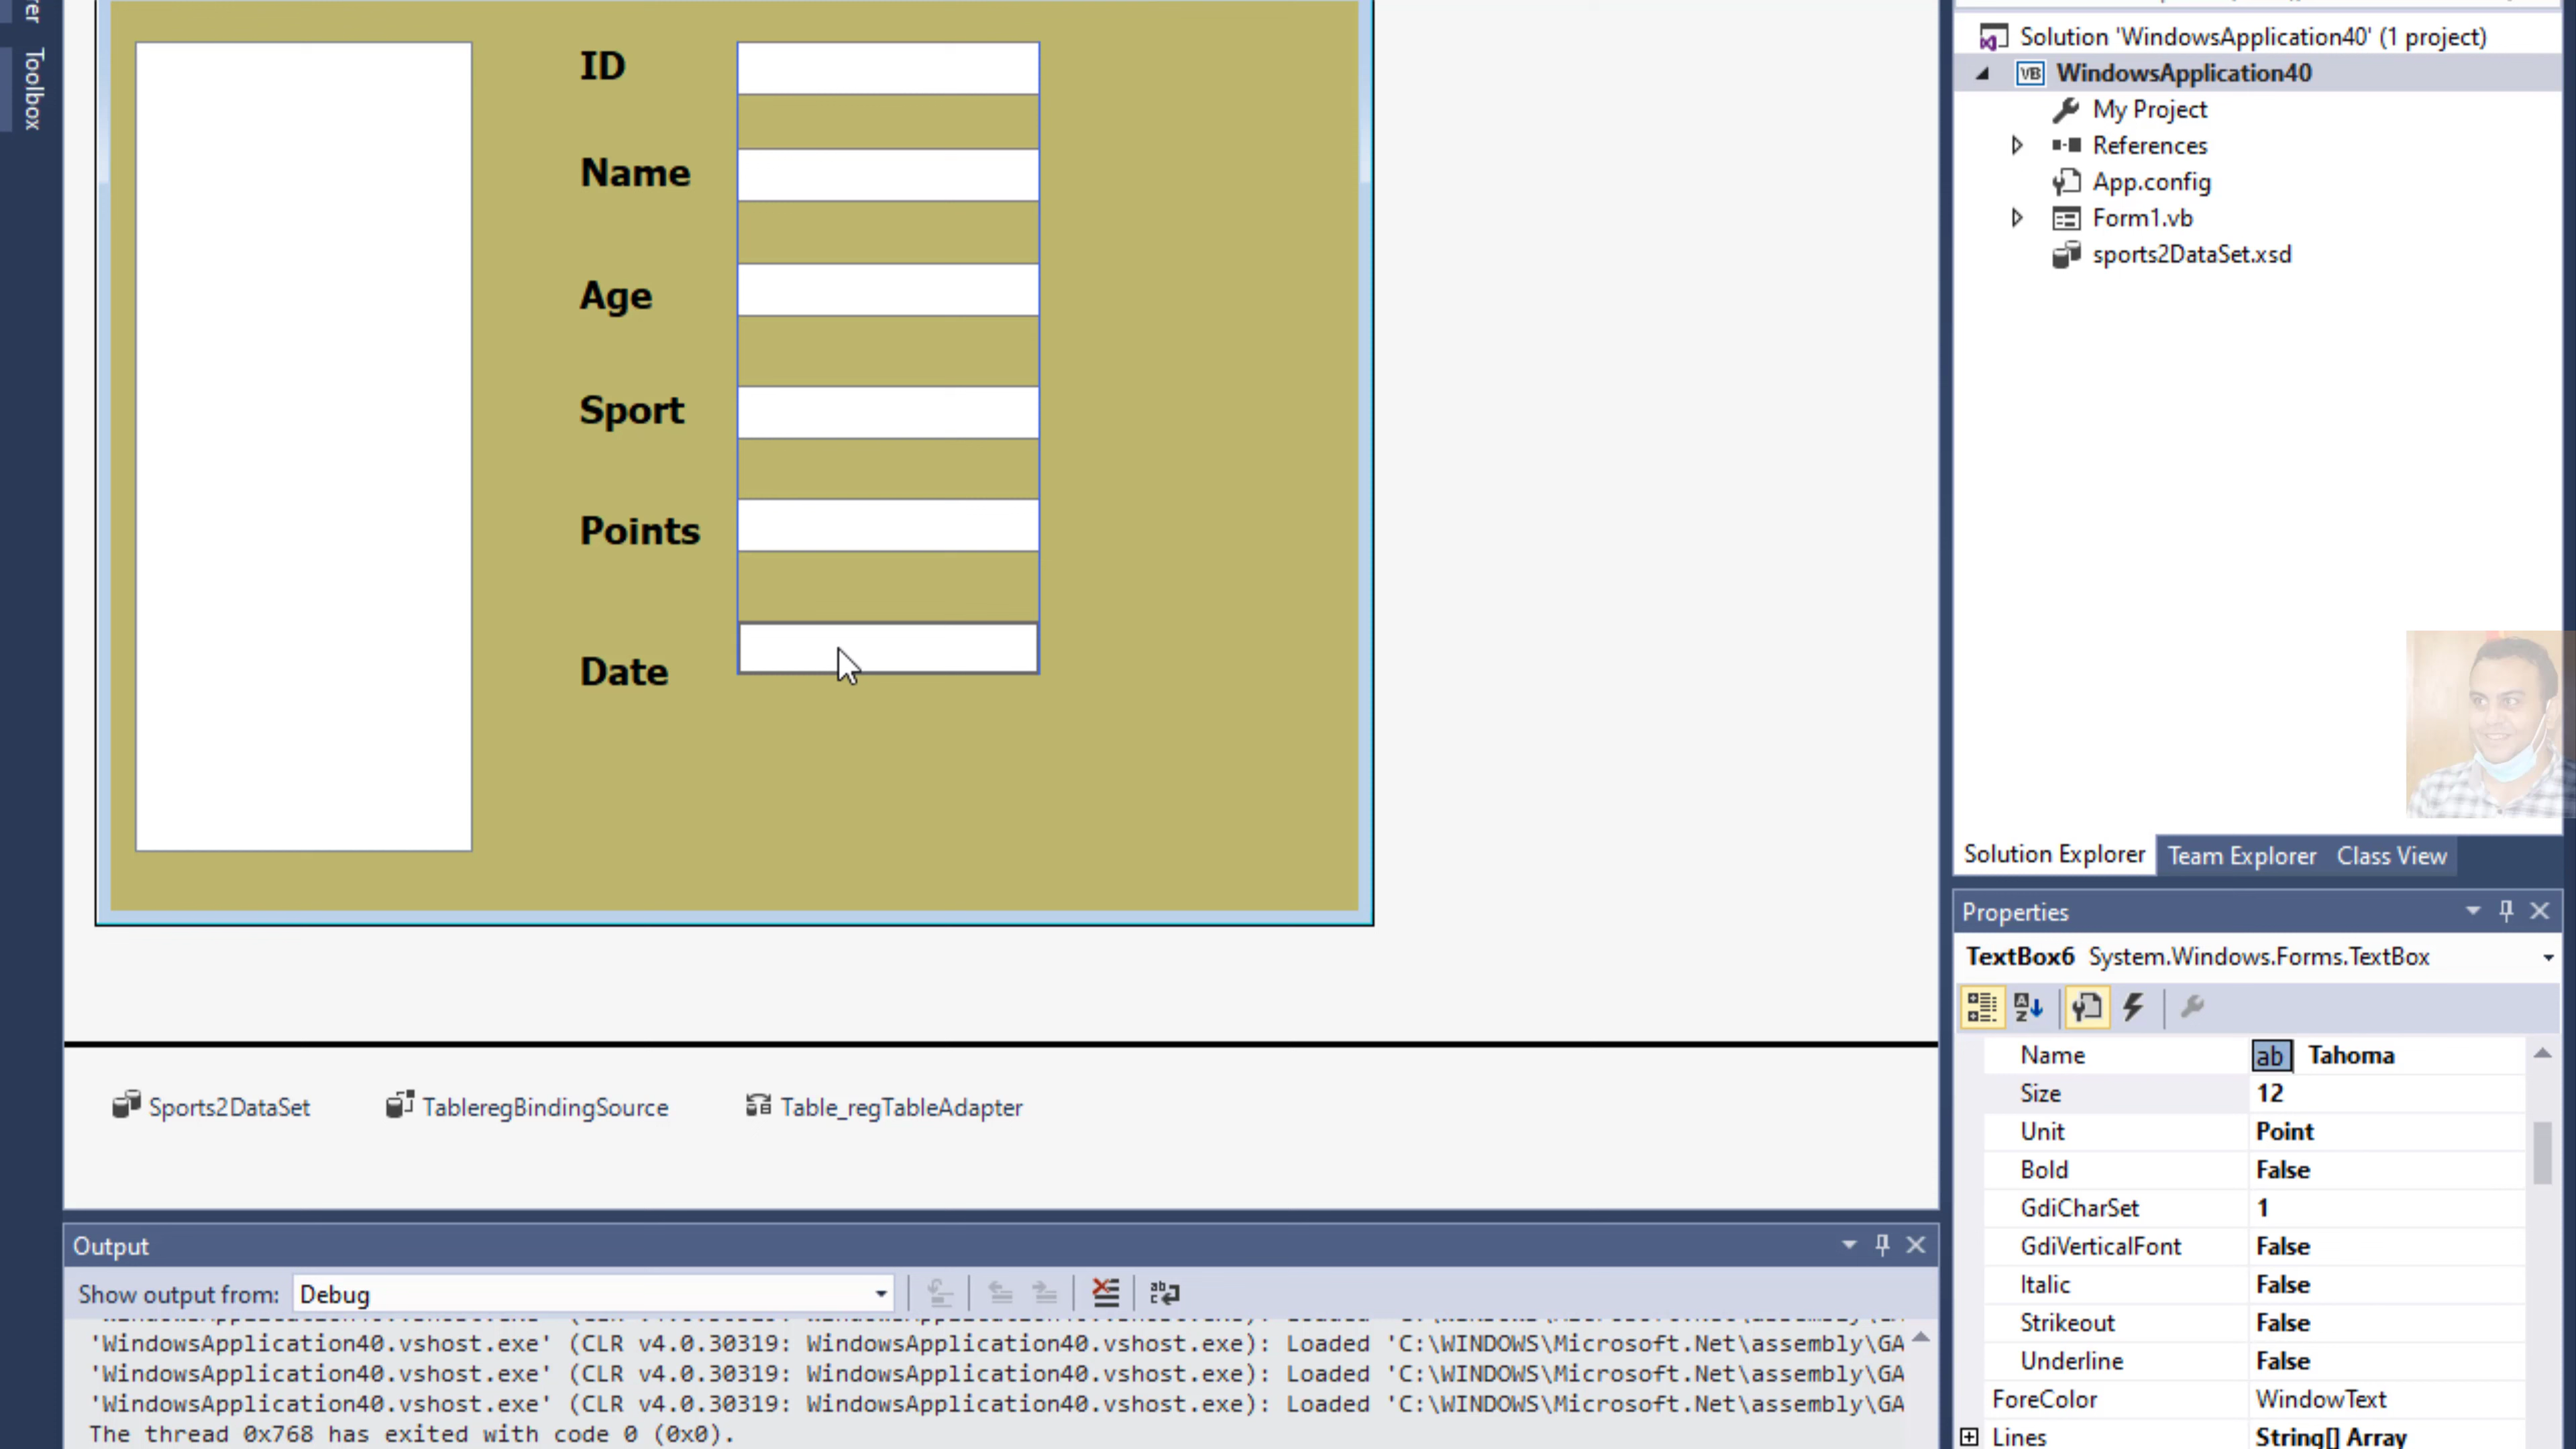 er
Toolbox
ID
Name
Age
Sport
Points
Date
Sports2DataSet
TableregBindingSource
Table_regTableAdapter
Output
Show output from:
Debug
'WindowsApplication40.vshost.exe' (CLR v4.0.30319: WindowsApplication40.vshost.exe): Loaded 'C:\WINDOWS\Microsoft.Net\assembly\GA
'WindowsApplication40.vshost.exe' (CLR v4.0.30319: WindowsApplication40.vshost.exe): Loaded 'C:\WINDOWS\Microsoft.Net\assembly\GA
'WindowsApplication40.vshost.exe' (CLR v4.0.30319: WindowsApplication40.vshost.exe): Loaded 'C:\WINDOWS\Microsoft.Net\assembly\GA
The thread 0x768 has exited with code 0 (0x0).
Solution 'WindowsApplication40' (1 project)
WindowsApplication40
My Project
References
App.config
Form1.vb
sports2DataSet.xsd
Solution Explorer
Team Explorer
Class View
Properties
TextBox6 System.Windows.Forms.TextBox
Name ab Tahoma
Size 12
Unit Point
Bold False
GdiCharSet 1
GdiVerticalFont False
Italic False
Strikeout False
Underline False
ForeColor WindowText
Lines String[] Array